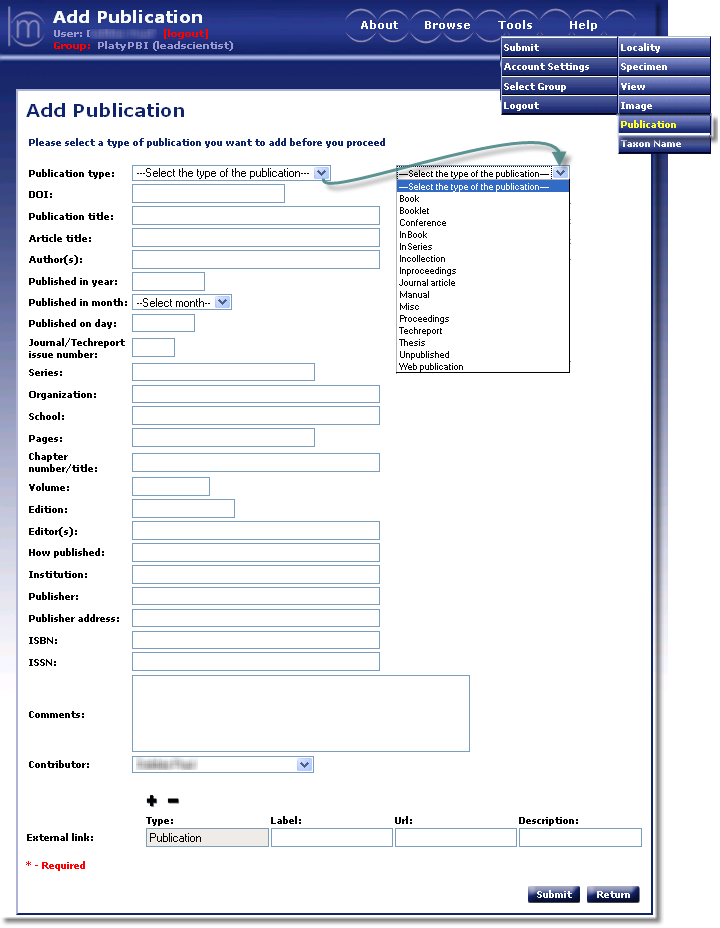 m
Add Publication
User: [logout]
Group: PlatyPBI (leadscientist)
About Browse Tools Help
Submit
Account Settings
Select Group
Logout
Locality
Specimen
View
Image
Publication
Taxon Name
Add Publication
Please select a type of publication you want to add before you proceed
Publication type: ---Select the type of the publication---
---Select the type of the publication---
---Select the type of the publication---
Book
Booklet
Conference
InBook
InSeries
Incollection
Inproceedings
Journal article
Manual
Misc
Proceedings
Techreport
Thesis
Unpublished
Web publication
DOI:
Publication title:
Article title:
Author(s):
Published in year:
Published in month: --Select month--
Published on day:
Journal/Techreport
issue number:
Series:
Organization:
School:
Pages:
Chapter
number/title:
Volume:
Edition:
Editor(s):
How published:
Institution:
Publisher:
Publisher address:
ISBN:
ISSN:
Comments:
Contributor:
Type: Label: Url: Description:
External link: Publication
* - Required
Submit Return